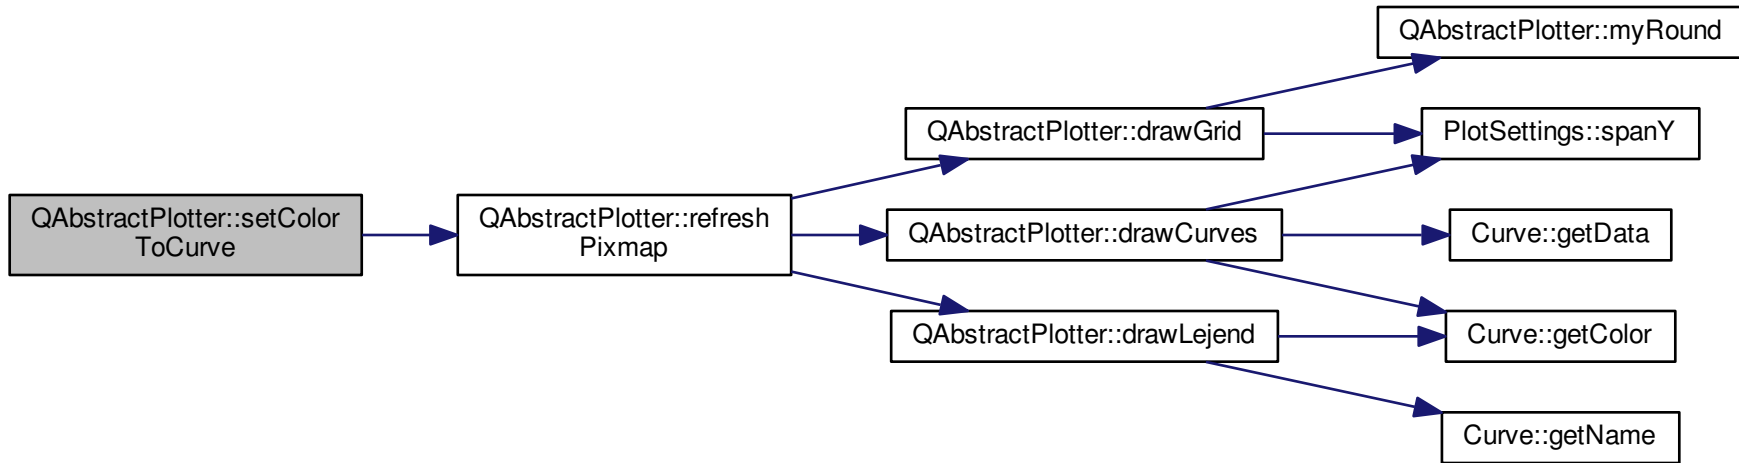 QAbstractPlotter::setColor
ToCurve
QAbstractPlotter::refresh
Pixmap
QAbstractPlotter::drawGrid
QAbstractPlotter::drawCurves
QAbstractPlotter::drawLejend
QAbstractPlotter::myRound
PlotSettings::spanY
Curve::getData
Curve::getColor
Curve::getName